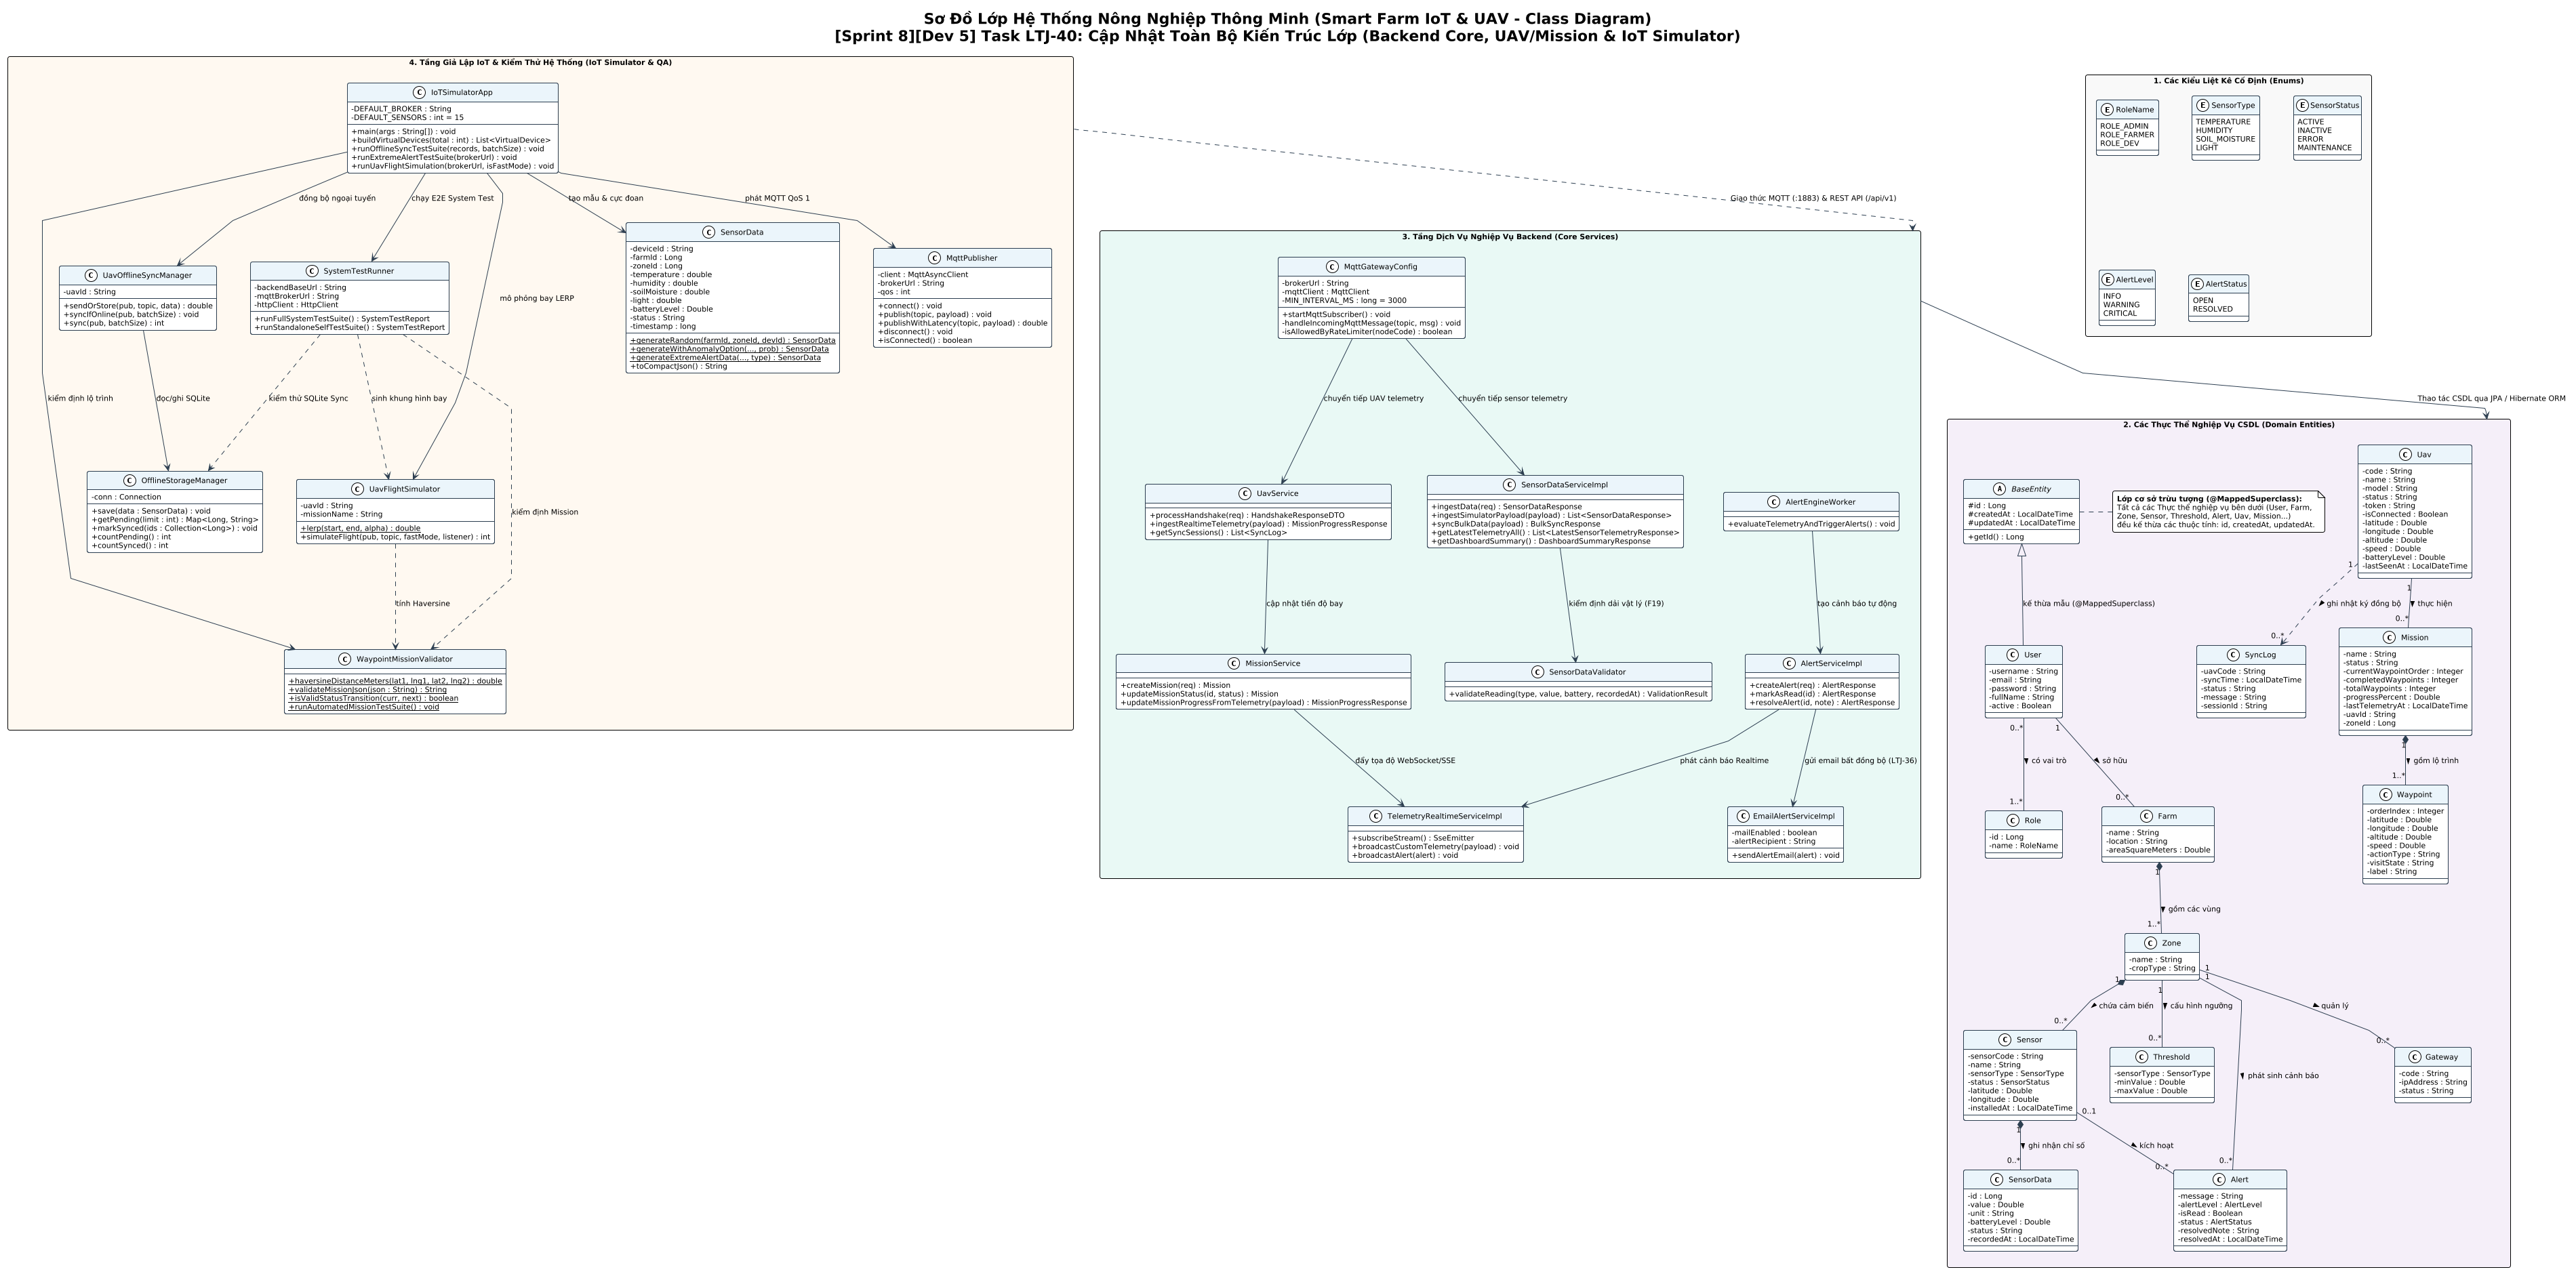 Sơ Đồ Lớp Hệ Thống Nông Nghiệp Thông Minh (Smart Farm IoT & UAV - Class Diagram)
[Sprint 8][Dev 5] Task LTJ-40: Cập Nhật Toàn Bộ Kiến Trúc Lớp (Backend Core, UAV/Mission & IoT Simulator)
4. Tầng Giả Lập IoT & Kiểm Thử Hệ Thống (IoT Simulator & QA)
C IoTSimulatorApp
-DEFAULT_BROKER : String
-DEFAULT_SENSORS : int = 15
+main(args : String[]) : void
+buildVirtualDevices(total : int) : List<VirtualDevice>
+runOfflineSyncTestSuite(records, batchSize) : void
+runExtremeAlertTestSuite(brokerUrl) : void
+runUavFlightSimulation(brokerUrl, isFastMode) : void
đồng bộ ngoại tuyến
chạy E2E System Test
tạo mẫu & cực đoan
phát MQTT QoS 1
C UavOfflineSyncManager
-uavId : String
+sendOrStore(pub, topic, data) : double
+syncIfOnline(pub, batchSize) : void
+sync(pub, batchSize) : int
C SystemTestRunner
-backendBaseUrl : String
-mqttBrokerUrl : String
-httpClient : HttpClient
+runFullSystemTestSuite() : SystemTestReport
+runStandaloneSelfTestSuite() : SystemTestReport
mô phỏng bay LERP
C SensorData
-deviceId : String
-farmId : Long
-zoneId : Long
-temperature : double
-humidity : double
-soilMoisture : double
-light : double
-batteryLevel : Double
-status : String
-timestamp : long
+generateRandom(farmId, zoneId, devId) : SensorData
+generateWithAnomalyOption(..., prob) : SensorData
+generateExtremeAlertData(..., type) : SensorData
+toCompactJson() : String
C MqttPublisher
-client : MqttAsyncClient
-brokerUrl : String
-qos : int
+connect() : void
+publish(topic, payload) : void
+publishWithLatency(topic, payload) : double
+disconnect() : void
+isConnected() : boolean
kiểm định lộ trình
đọc/ghi SQLite
kiểm thử SQLite Sync
sinh khung hình bay
kiểm định Mission
C OfflineStorageManager
-conn : Connection
+save(data : SensorData) : void
+getPending(limit : int) : Map<Long, String>
+markSynced(ids : Collection<Long>) : void
+countPending() : int
+countSynced() : int
C UavFlightSimulator
-uavId : String
-missionName : String
+lerp(start, end, alpha) : double
+simulateFlight(pub, topic, fastMode, listener) : int
tính Haversine
C WaypointMissionValidator
+haversineDistanceMeters(lat1, lng1, lat2, lng2) : double
+validateMissionJson(json : String) : String
+isValidStatusTransition(curr, next) : boolean
+runAutomatedMissionTestSuite() : void
Giao thức MQTT (:1883) & REST API (/api/v1)
3. Tầng Dịch Vụ Nghiệp Vụ Backend (Core Services)
C MqttGatewayConfig
-brokerUrl : String
-mqttClient : MqttClient
-MIN_INTERVAL_MS : long = 3000
+startMqttSubscriber() : void
-handleIncomingMqttMessage(topic, msg) : void
-isAllowedByRateLimiter(nodeCode) : boolean
chuyển tiếp UAV telemetry
chuyển tiếp sensor telemetry
C UavService
+processHandshake(req) : HandshakeResponseDTO
+ingestRealtimeTelemetry(payload) : MissionProgressResponse
+getSyncSessions() : List<SyncLog>
C SensorDataServiceImpl
+ingestData(req) : SensorDataResponse
+ingestSimulatorPayload(payload) : List<SensorDataResponse>
+syncBulkData(payload) : BulkSyncResponse
+getLatestTelemetryAll() : List<LatestSensorTelemetryResponse>
+getDashboardSummary() : DashboardSummaryResponse
C AlertEngineWorker
+evaluateTelemetryAndTriggerAlerts() : void
cập nhật tiến độ bay
kiểm định dải vật lý (F19)
tạo cảnh báo tự động
C MissionService
+createMission(req) : Mission
+updateMissionStatus(id, status) : Mission
+updateMissionProgressFromTelemetry(payload) : MissionProgressResponse
C SensorDataValidator
+validateReading(type, value, battery, recordedAt) : ValidationResult
C AlertServiceImpl
+createAlert(req) : AlertResponse
+markAsRead(id) : AlertResponse
+resolveAlert(id, note) : AlertResponse
đẩy tọa độ WebSocket/SSE
phát cảnh báo Realtime
gửi email bất đồng bộ (LTJ-36)
C TelemetryRealtimeServiceImpl
+subscribeStream() : SseEmitter
+broadcastCustomTelemetry(payload) : void
+broadcastAlert(alert) : void
C EmailAlertServiceImpl
-mailEnabled : boolean
-alertRecipient : String
+sendAlertEmail(alert) : void
1. Các Kiểu Liệt Kê Cố Định (Enums)
E RoleName
ROLE_ADMIN
ROLE_FARMER
ROLE_DEV
E SensorType
TEMPERATURE
HUMIDITY
SOIL_MOISTURE
LIGHT
E SensorStatus
ACTIVE
INACTIVE
ERROR
MAINTENANCE
E AlertLevel
INFO
WARNING
CRITICAL
E AlertStatus
OPEN
RESOLVED
Thao tác CSDL qua JPA / Hibernate ORM
2. Các Thực Thể Nghiệp Vụ CSDL (Domain Entities)
A BaseEntity
#id : Long
#createdAt : LocalDateTime
#updatedAt : LocalDateTime
+getId() : Long
Lớp cơ sở trừu tượng (@MappedSuperclass):
Tất cả các Thực thể nghiệp vụ bên dưới (User, Farm,
Zone, Sensor, Threshold, Alert, Uav, Mission...)
đều kế thừa các thuộc tính: id, createdAt, updatedAt.
C Uav
-code : String
-name : String
-model : String
-status : String
-token : String
-isConnected : Boolean
-latitude : Double
-longitude : Double
-altitude : Double
-speed : Double
-batteryLevel : Double
-lastSeenAt : LocalDateTime
1
1
kế thừa mẫu (@MappedSuperclass)
ghi nhật ký đồng bộ
thực hiện
0..*
0..*
C User
-username : String
-email : String
-password : String
-fullName : String
-active : Boolean
C SyncLog
-uavCode : String
-syncTime : LocalDateTime
-status : String
-message : String
-sessionId : String
C Mission
-name : String
-status : String
-currentWaypointOrder : Integer
-completedWaypoints : Integer
-totalWaypoints : Integer
-progressPercent : Double
-lastTelemetryAt : LocalDateTime
-uavId : String
-zoneId : Long
0..*
1
1
có vai trò
sở hữu
gồm lộ trình
1..*
0..*
1..*
C Role
-id : Long
-name : RoleName
C Farm
-name : String
-location : String
-areaSquareMeters : Double
C Waypoint
-orderIndex : Integer
-latitude : Double
-longitude : Double
-altitude : Double
-speed : Double
-actionType : String
-visitState : String
-label : String
1
gồm các vùng
1..*
C Zone
-name : String
-cropType : String
1
1
1
1
chứa cảm biến
cấu hình ngưỡng
quản lý
0..*
0..*
0..*
C Sensor
-sensorCode : String
-name : String
-sensorType : SensorType
-status : SensorStatus
-latitude : Double
-longitude : Double
-installedAt : LocalDateTime
C Threshold
-sensorType : SensorType
-minValue : Double
-maxValue : Double
phát sinh cảnh báo
C Gateway
-code : String
-ipAddress : String
-status : String
0..1
1
ghi nhận chỉ số
kích hoạt
0..*
0..*
0..*
C SensorData
-id : Long
-value : Double
-unit : String
-batteryLevel : Double
-status : String
-recordedAt : LocalDateTime
C Alert
-message : String
-alertLevel : AlertLevel
-isRead : Boolean
-status : AlertStatus
-resolvedNote : String
-resolvedAt : LocalDateTime